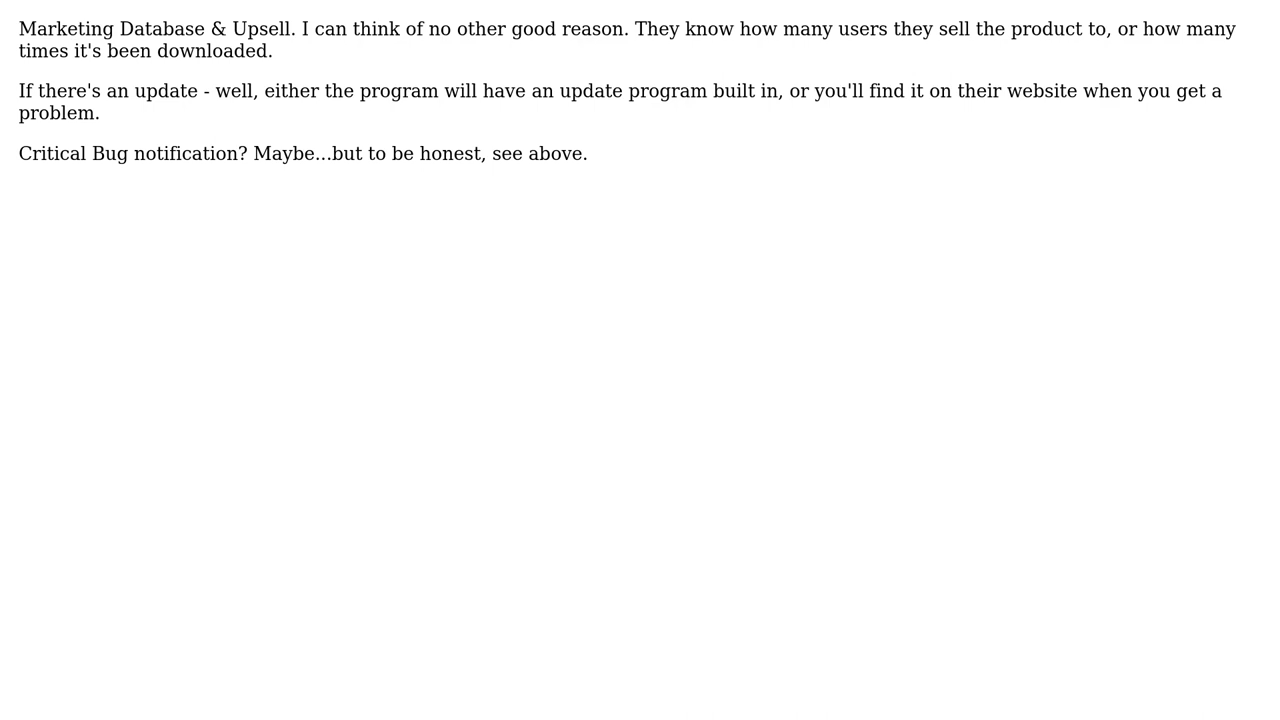 Marketing Database & Upsell. I can think of no other good reason. They know how many users they sell the product to, or how many
times it's been downloaded.
If there's an update - well, either the program will have an update program built in, or you'll find it on their website when you get a
problem.
Critical Bug notification? Maybe...but to be honest, see above.